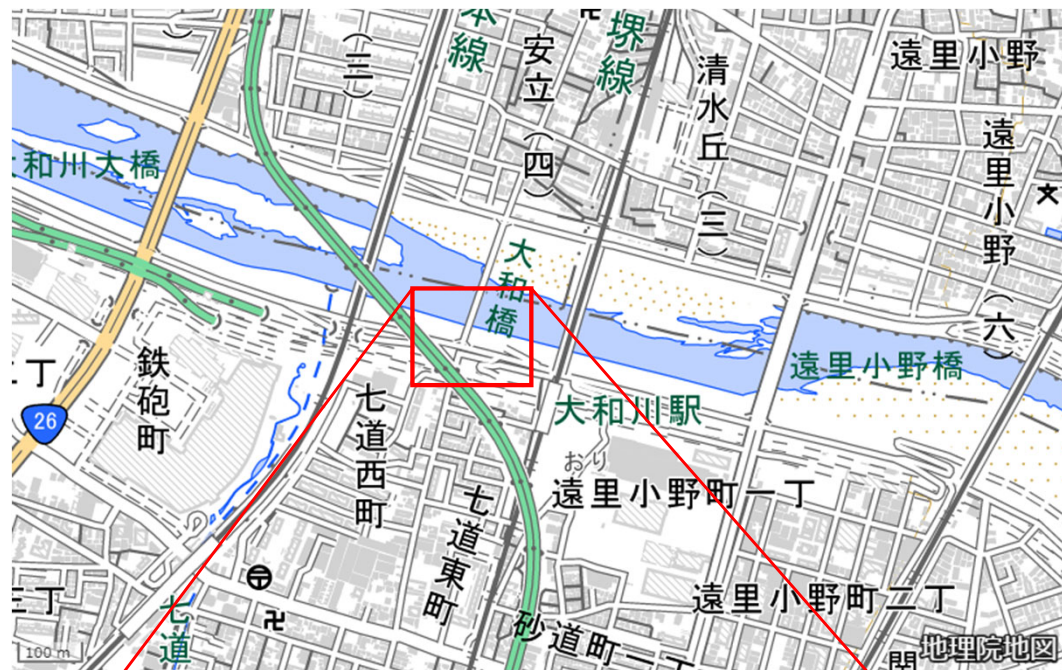 本線
堺線
安立(四)
(三)
清水丘(三)
遠里小野
遠里小野(六)
大和川大橋
大和橋
遠里小野橋
鉄砲町
丁
26
七道西町
大和川駅
おり
遠里小野町一丁
七道東町
遠里小野町二丁
三丁
七道
砂道町一丁
100 m
地理院地図